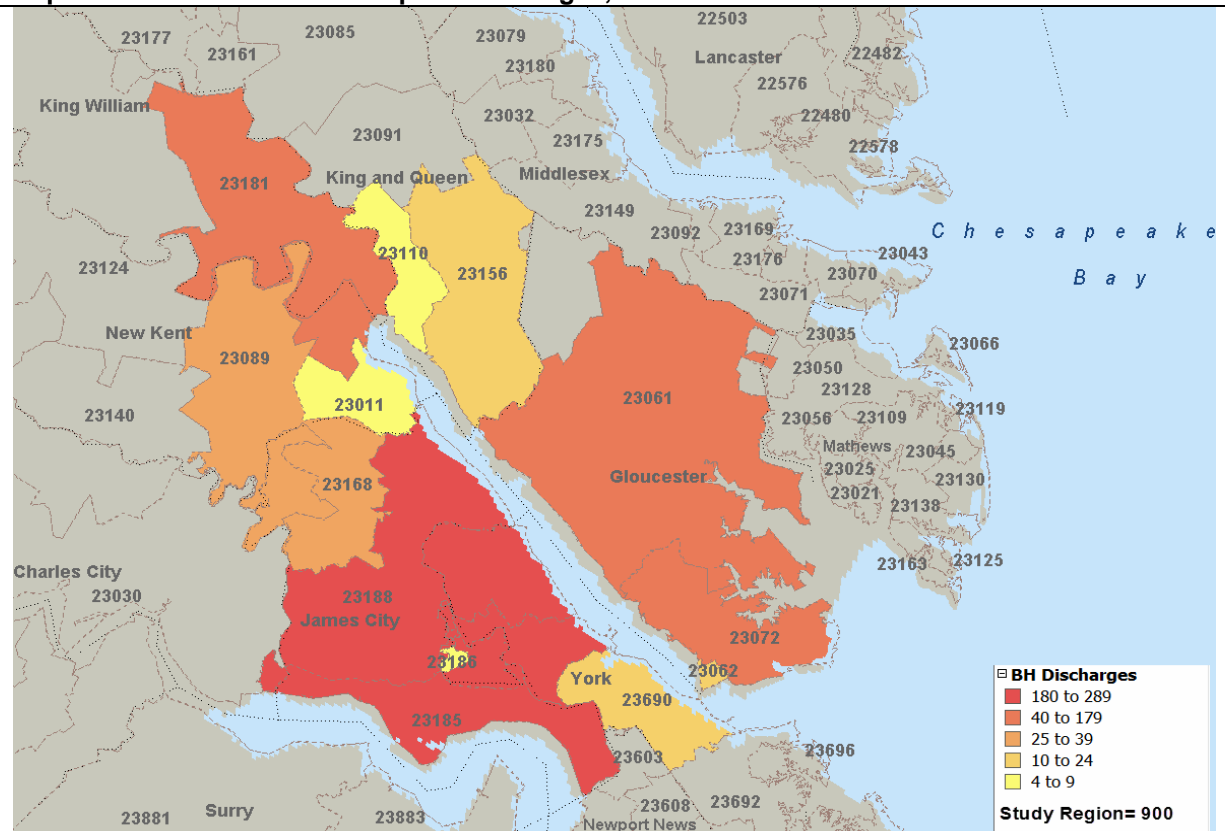 23177
23161
23085
23079
23180
22503
Lancaster
22482
22576
King William
23091
23032
23175
22480
22578
23181
King and Queen
Middlesex
23149
23092
23169
23176
23043
Chesapeake
Bay
23124
23110
23156
23070
23071
New Kent
23089
23035
23066
23050
23128
23140
23011
23061
23056
23109
23119
Mathews
23045
23168
Gloucester
23025
23130
23021
23138
Charles City
23030
23188
James City
23163
23125
23186
23072
23062
York
23690
23185
23603
23696
23881
Surry
23883
23608
23692
Newport News
BH Discharges
180 to 289
40 to 179
25 to 39
10 to 24
4 to 9
Study Region= 900